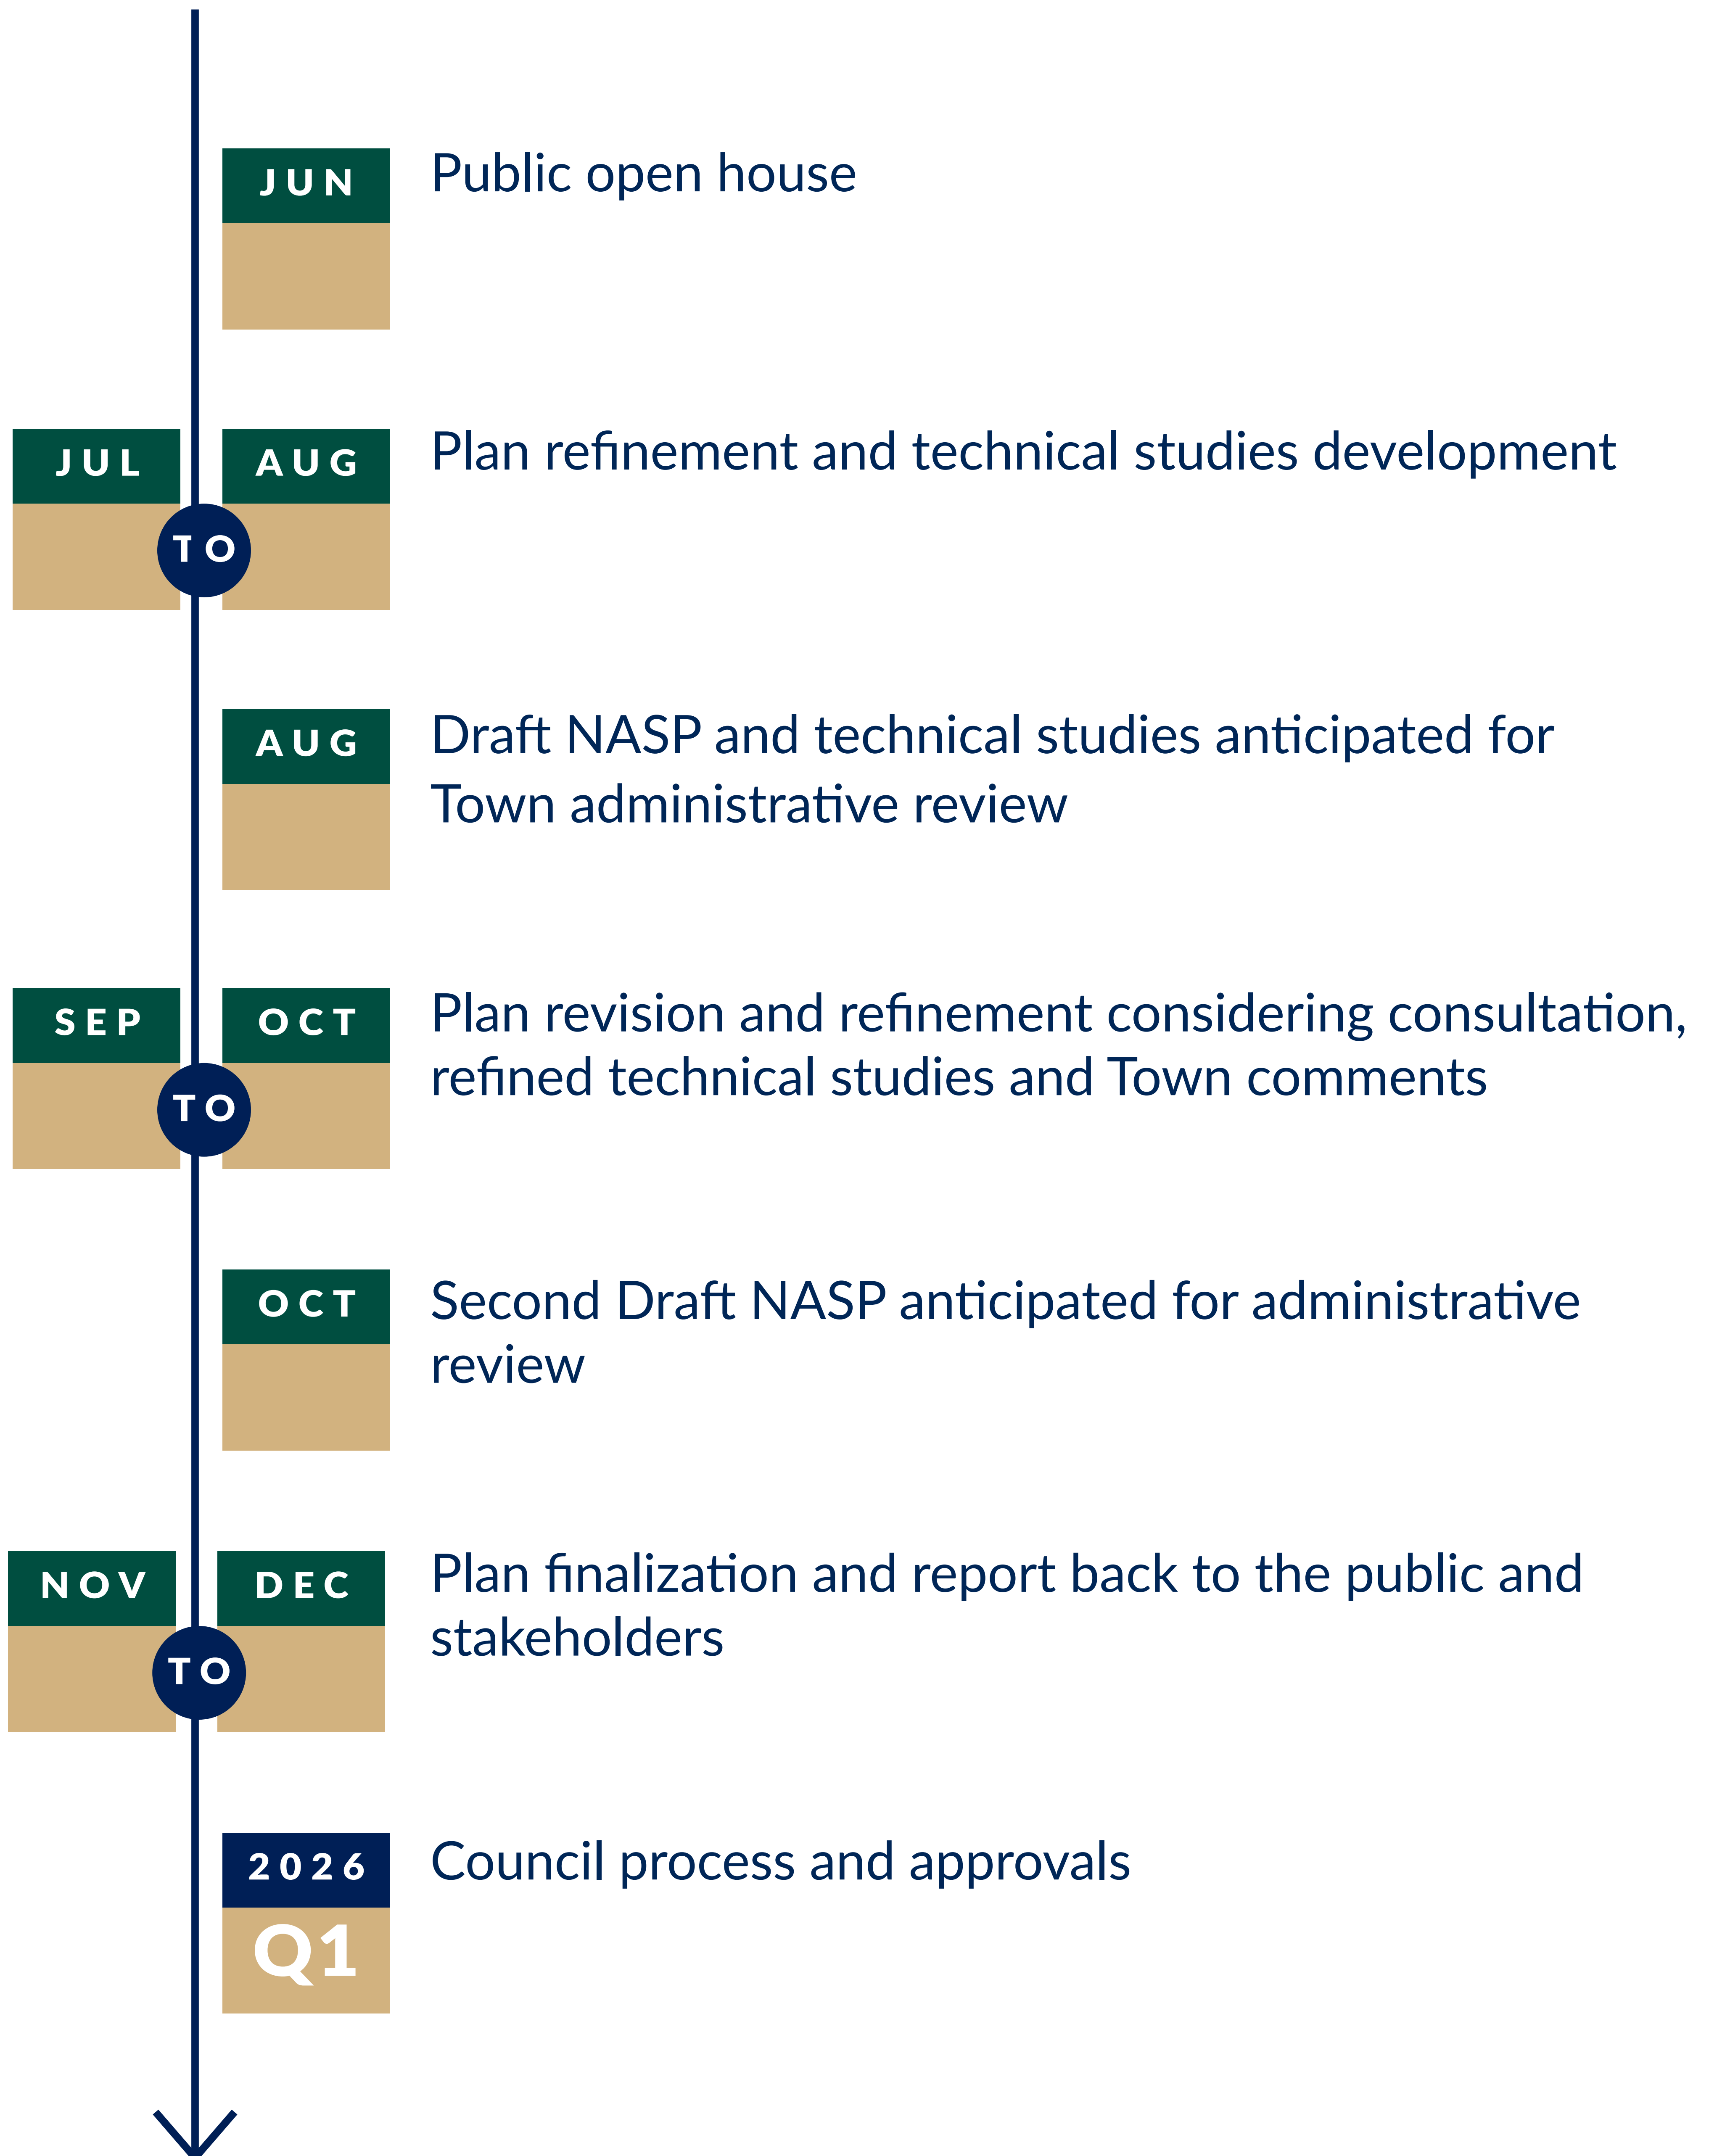 JUN
Public open house
JUL
AUG
TO
Plan refinement and technical studies development
AUG
Draft NASP and technical studies anticipated for
Town administrative review
SEP
OCT
TO
Plan revision and refinement considering consultation,
refined technical studies and Town comments
OCT
Second Draft NASP anticipated for administrative
review
NOV
DEC
TO
Plan finalization and report back to the public and
stakeholders
2026
Q1
Council process and approvals